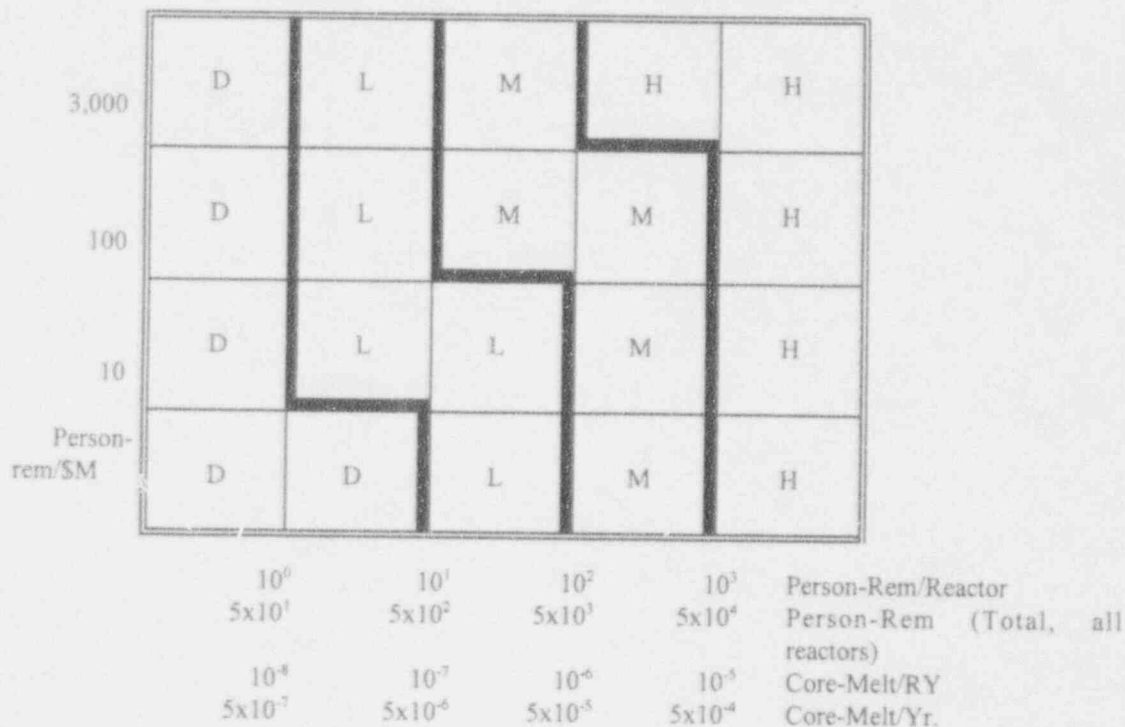 D L M H H
3,000
D L M M H
100
D L L M H
10
Person-
rem/$M
D D L M H
10⁰ 10¹ 10² 10³ Person-Rem/Reactor
5x10¹ 5x10² 5x10³ 5x10⁴ Person-Rem (Total, all
reactors)
10⁻⁸ 10⁻⁷ 10⁻⁶ 10⁻⁵ Core-Melt/RY
5x10⁻⁷ 5x10⁻⁶ 5x10⁻⁵ 5x10⁻⁴ Core-Melt/Yr.